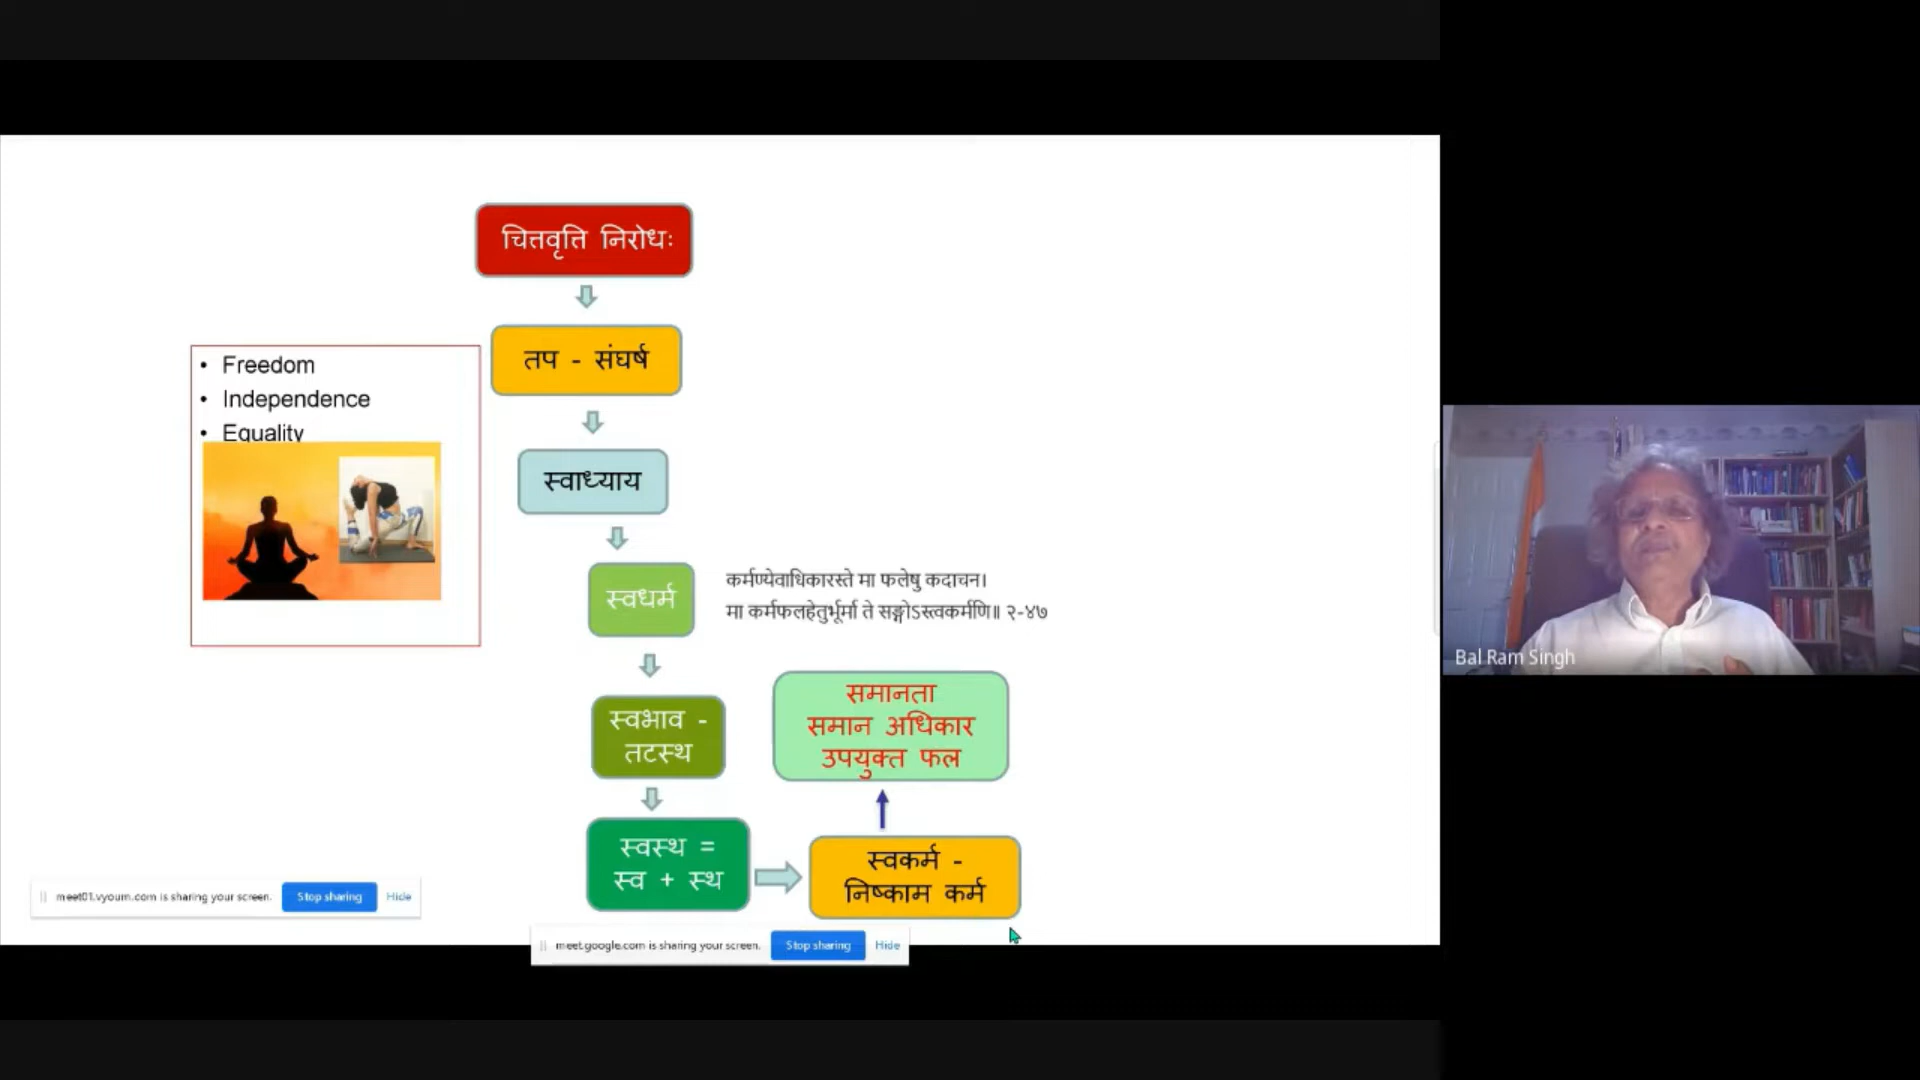 चित्तवृत्ति निरोधः
तप - संघर्ष
• Freedom
• Independence
• Equality
स्वाध्याय
स्वधर्म
कर्मण्येवाधिकारस्ते मा फलेषु कदाचन।
मा कर्मफलहेतुर्भूर्मा ते सङ्गोऽस्त्वकर्मणि॥ २-४७
स्वभाव -
तटस्थ
समानता
समान अधिकार
उपयुक्त फल
स्वस्थ =
स्व + स्थ
स्वकर्म -
निष्काम कर्म
meet01.vyoum.com is sharing your screen. Stop sharing Hide
meet.google.com is sharing your screen. Stop sharing Hide
Bal Ram Singh